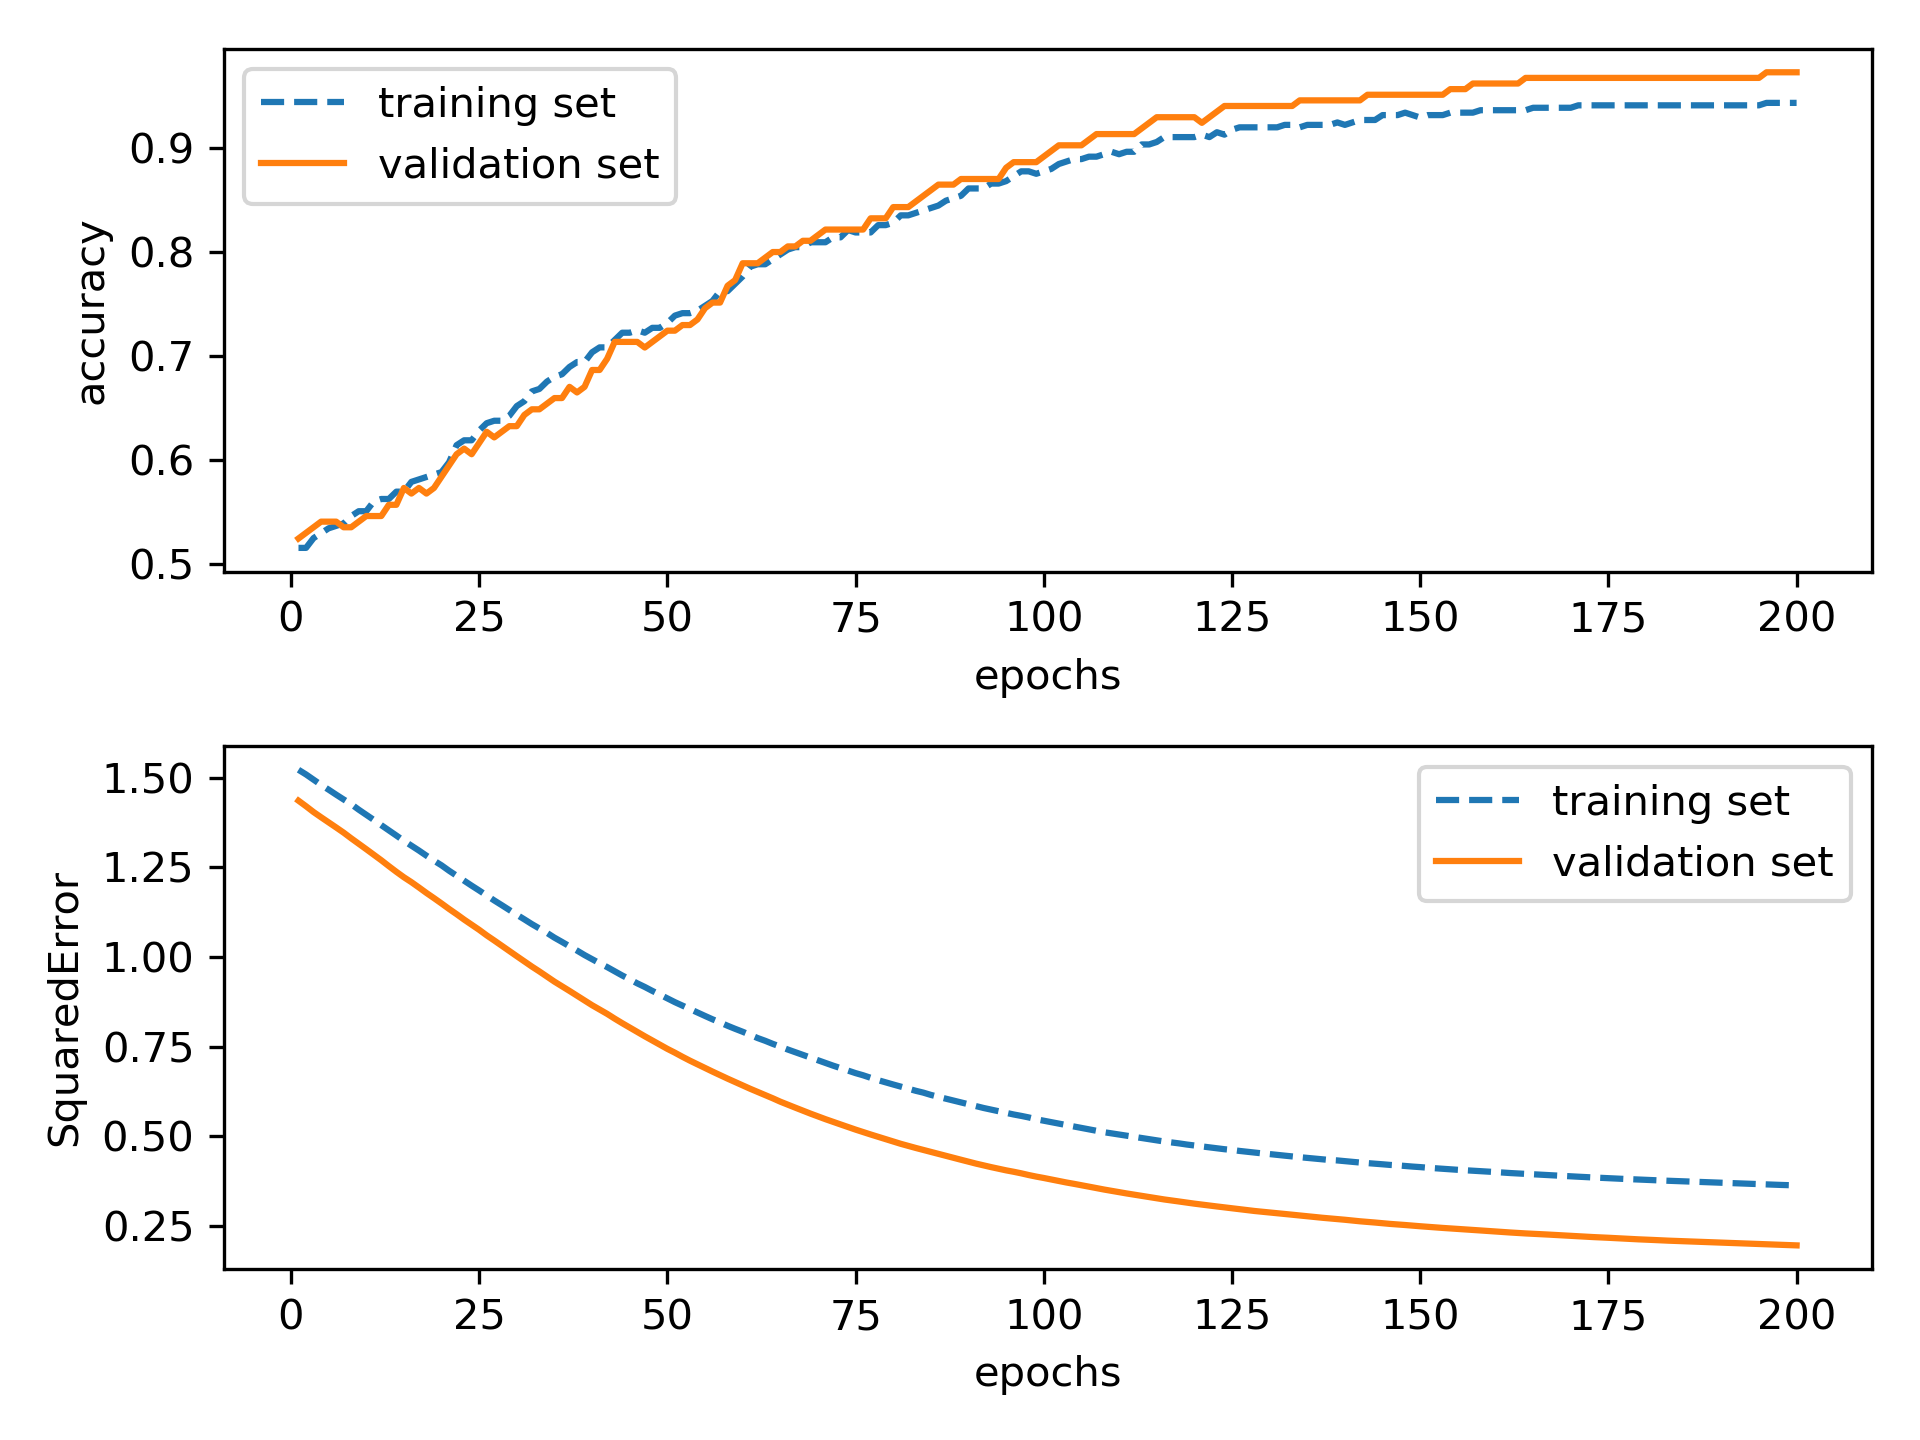 training set
validation set
accuracy
0.9
0.8
0.7
0.6
0.5
0 25 50 75 100 125 150 175 200
epochs
training set
validation set
SquaredError
1.50
1.25
1.00
0.75
0.50
0.25
0 25 50 75 100 125 150 175 200
epochs